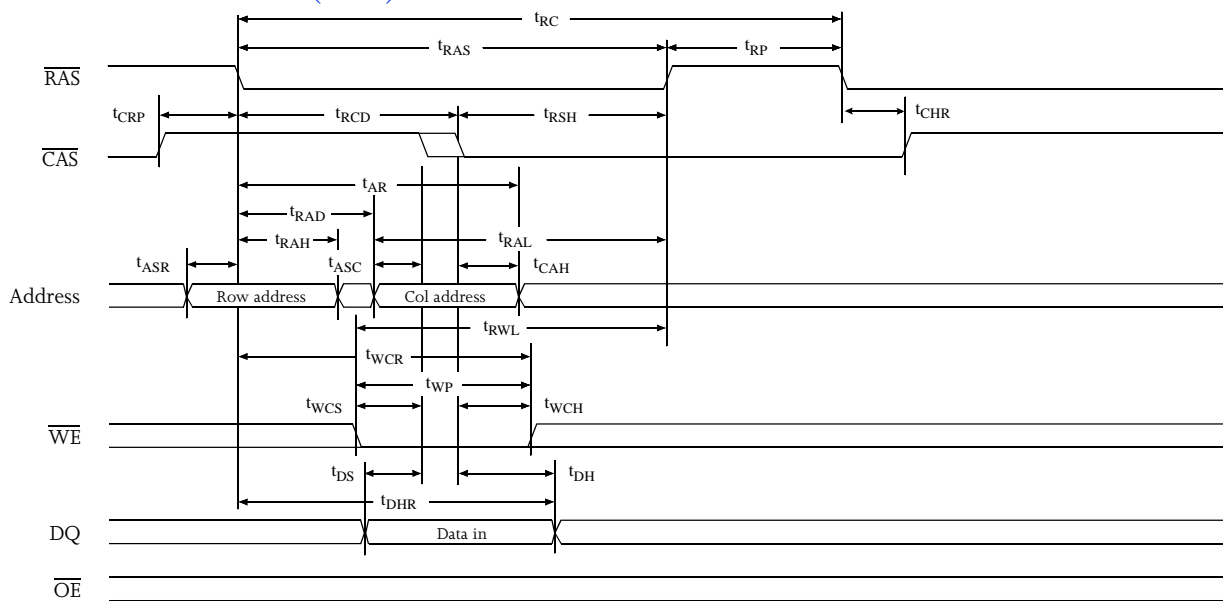 tRC
tRAS
tRP
RAS
tCRP
tRCD
tRSH
tCHR
CAS
tAR
tRAD
tRAH
tRAL
tASR
tASC
tCAH
Address
Row address
Col address
tRWL
tWCR
tWP
tWCS
tWCH
WE
tDS
tDH
tDHR
DQ
Data in
OE